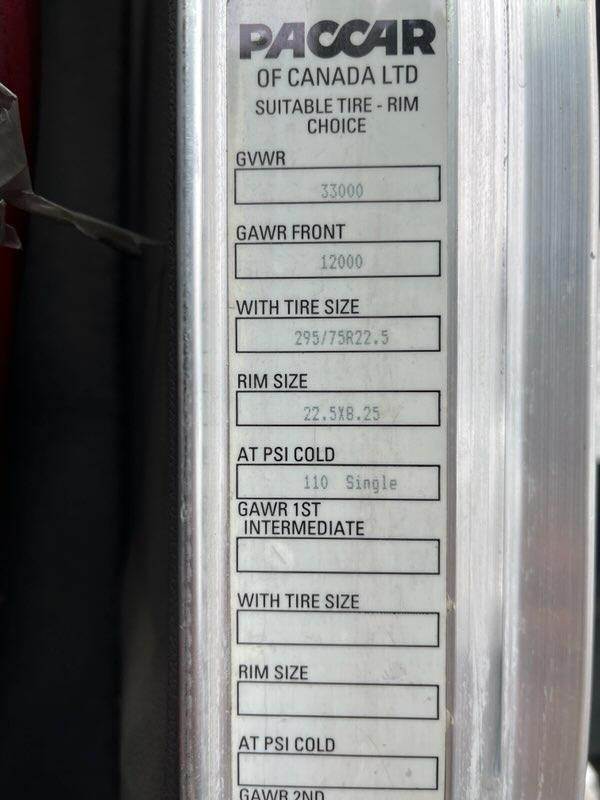 PACCAR
OF CANADA LTD
SUITABLE TIRE - RIM
CHOICE
GVWR
33000
GAWR FRONT
12000
WITH TIRE SIZE
295/75R22.5
RIM SIZE
22.5X8.25
AT PSI COLD
110 Single
GAWR 1ST
INTERMEDIATE
WITH TIRE SIZE
RIM SIZE
AT PSI COLD
GAWR 2ND